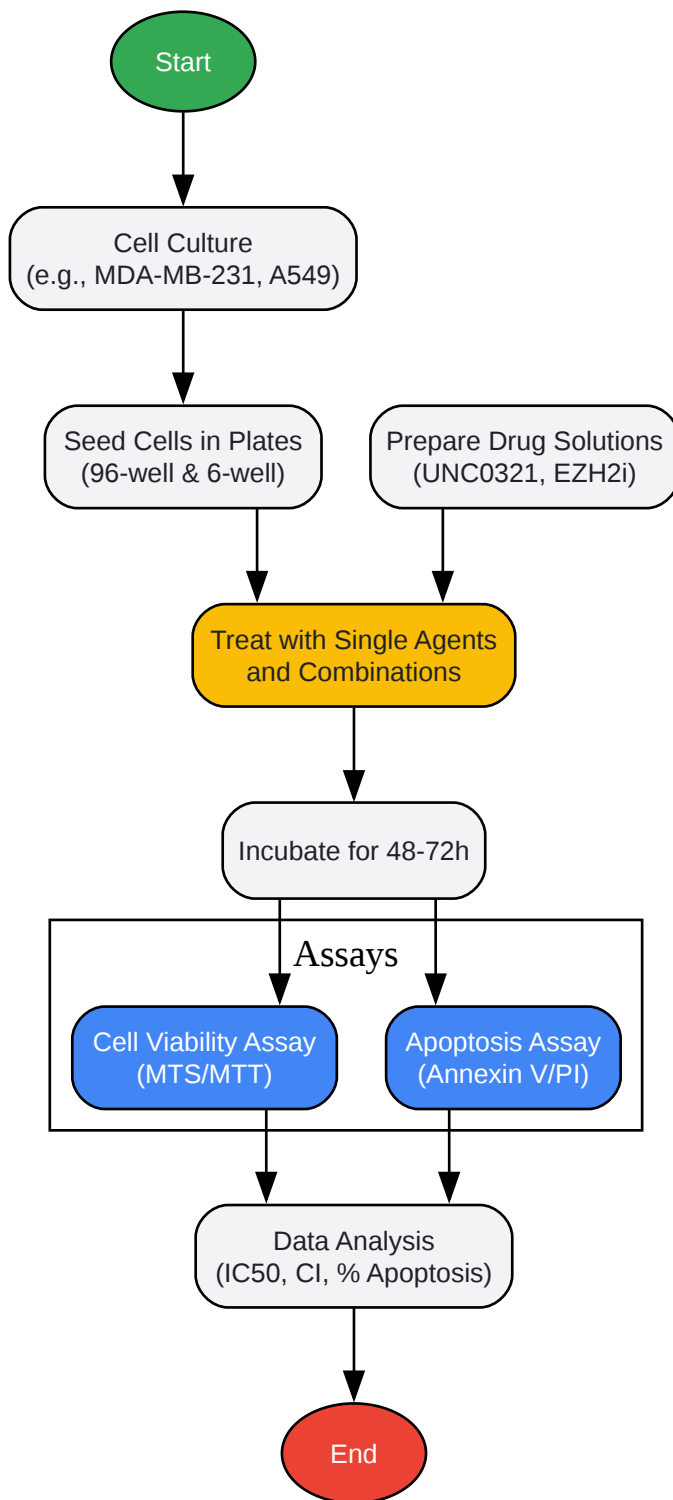 Start
Cell Culture
(e.g., MDA-MB-231, A549)
Seed Cells in Plates
(96-well & 6-well)
Prepare Drug Solutions
(UNC0321, EZH2i)
Treat with Single Agents
and Combinations
Incubate for 48-72h
Assays
Cell Viability Assay
(MTS/MTT)
Apoptosis Assay
(Annexin V/PI)
Data Analysis
(IC50, CI, % Apoptosis)
End